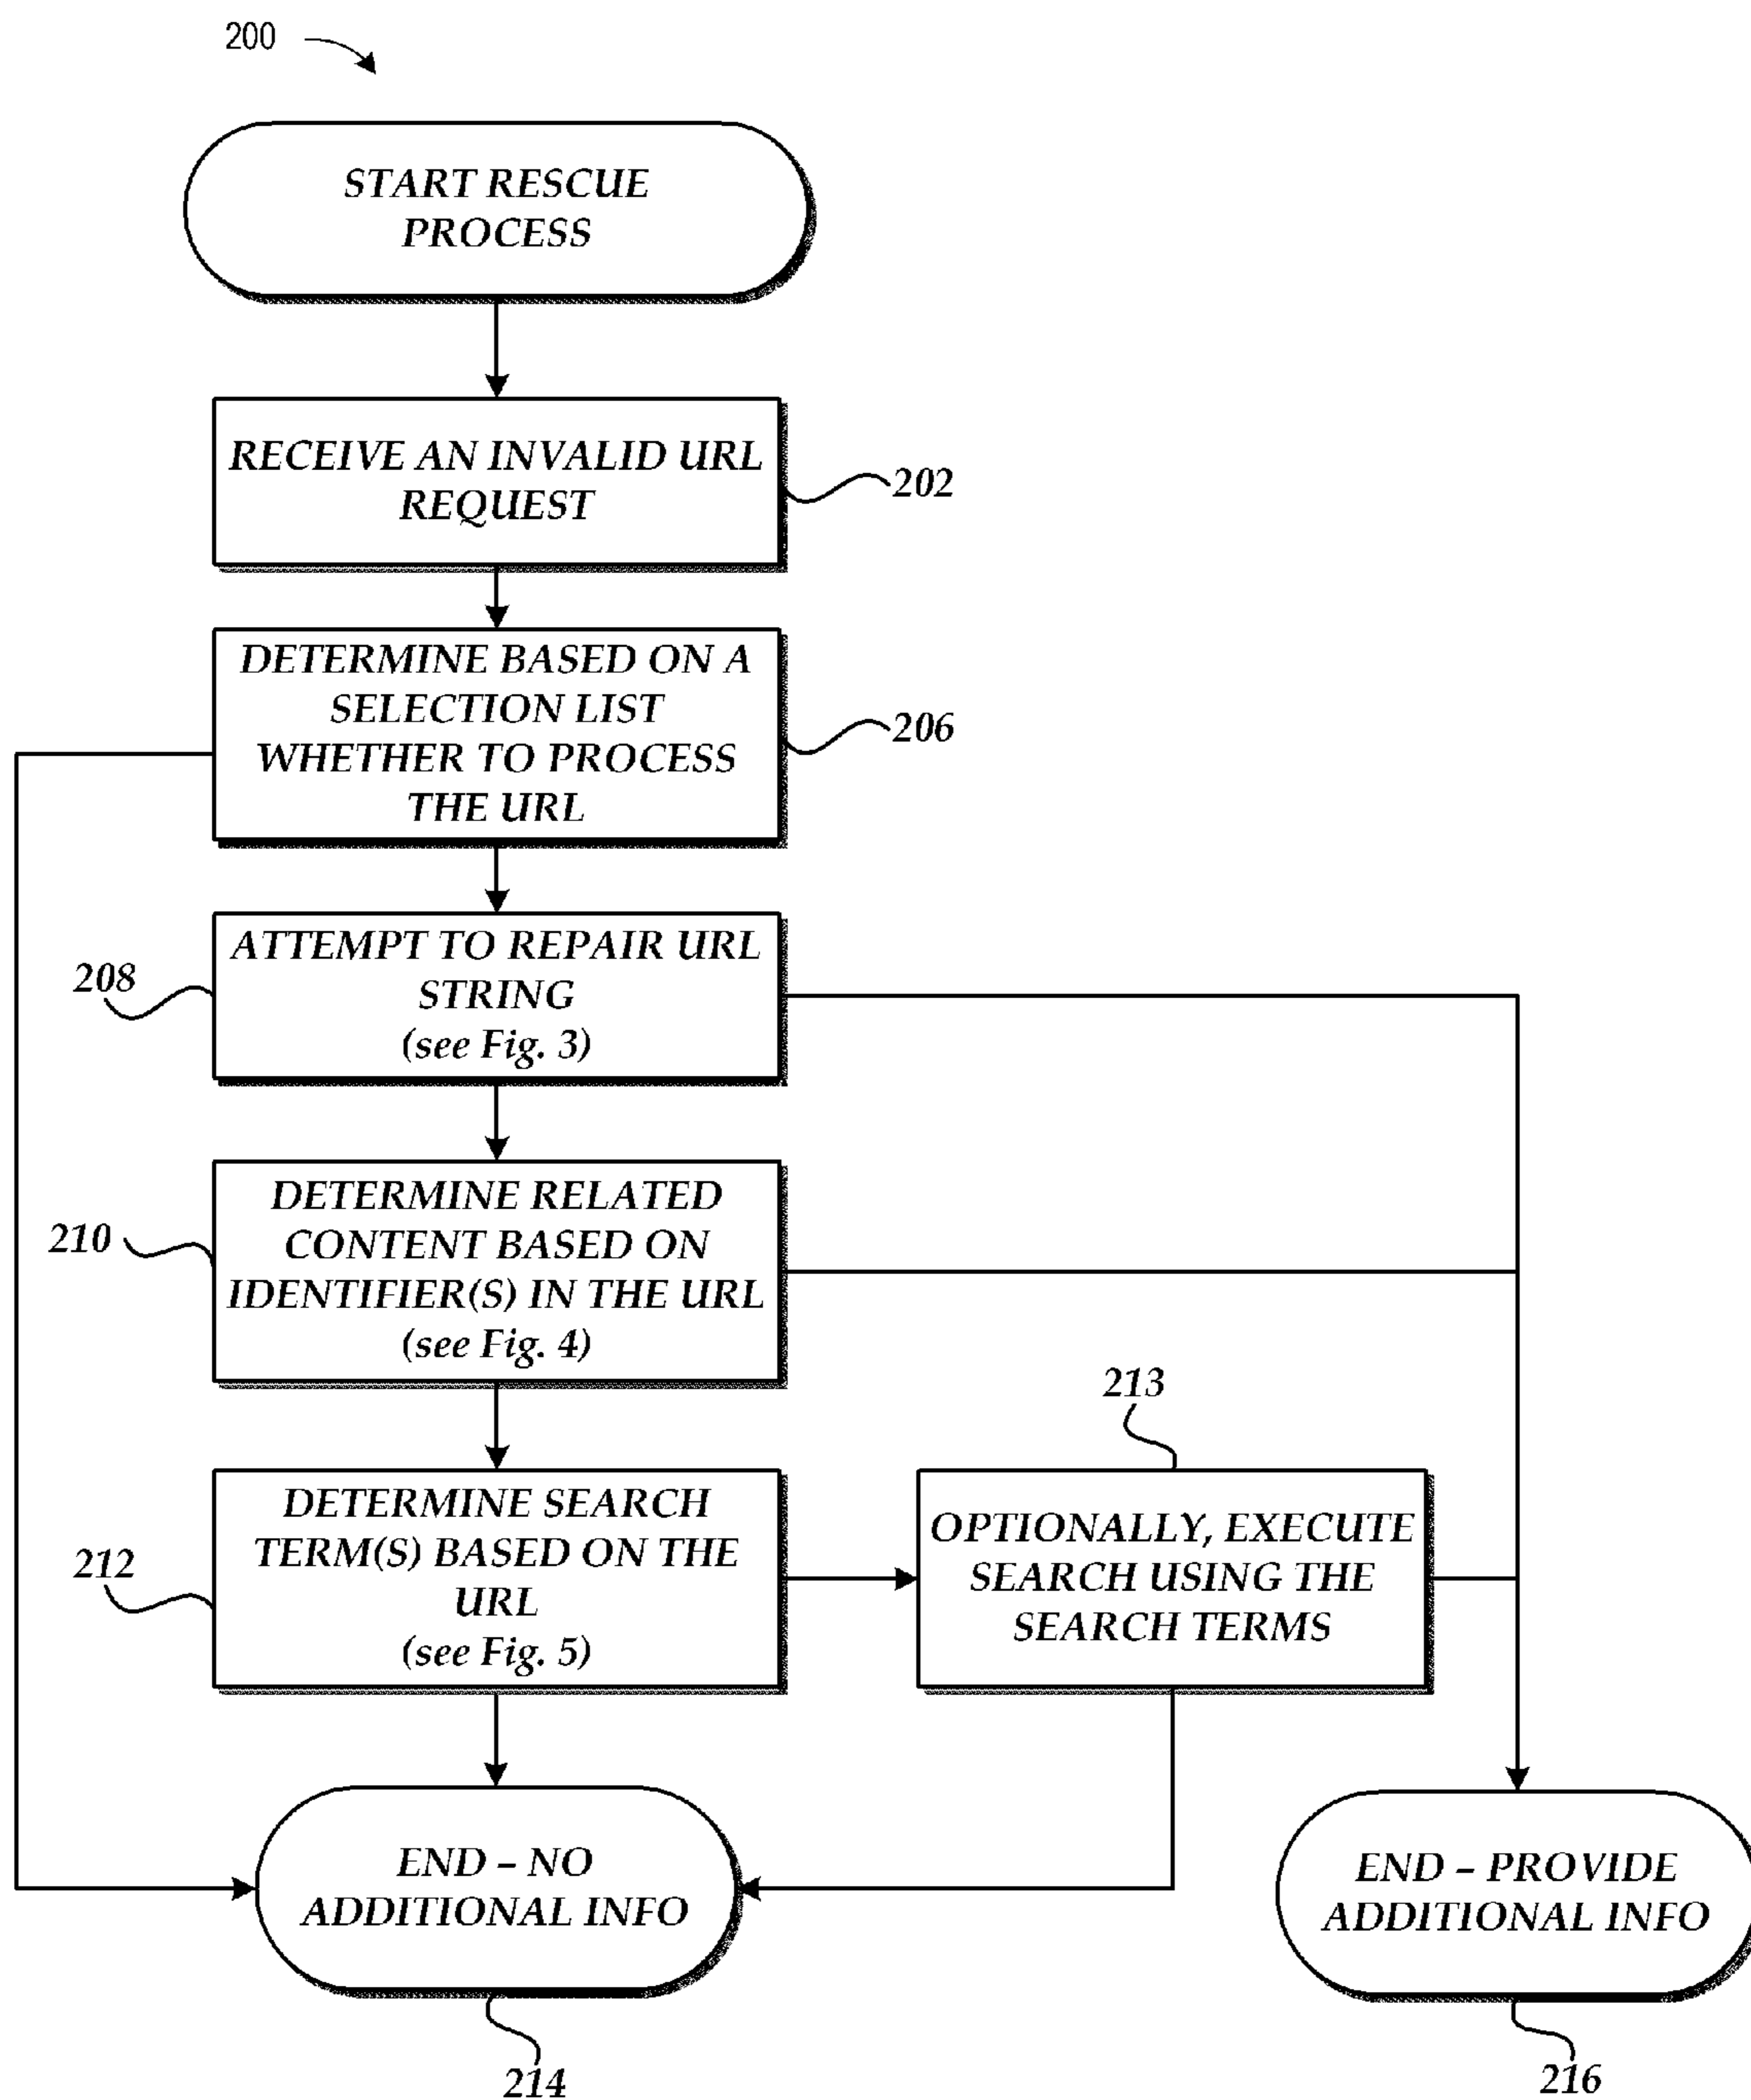 200
START RESCUE
PROCESS
RECEIVE AN INVALID URL
REQUEST
202
DETERMINE BASED ON A
SELECTION LIST
WHETHER TO PROCESS
THE URL
206
ATTEMPT TO REPAIR URL
STRING
(see Fig. 3)
208
DETERMINE RELATED
CONTENT BASED ON
IDENTIFIER(S) IN THE URL
(see Fig. 4)
210
DETERMINE SEARCH
TERM(S) BASED ON THE
URL
(see Fig. 5)
212
213
OPTIONALLY, EXECUTE
SEARCH USING THE
SEARCH TERMS
END – NO
ADDITIONAL INFO
214
END – PROVIDE
ADDITIONAL INFO
216